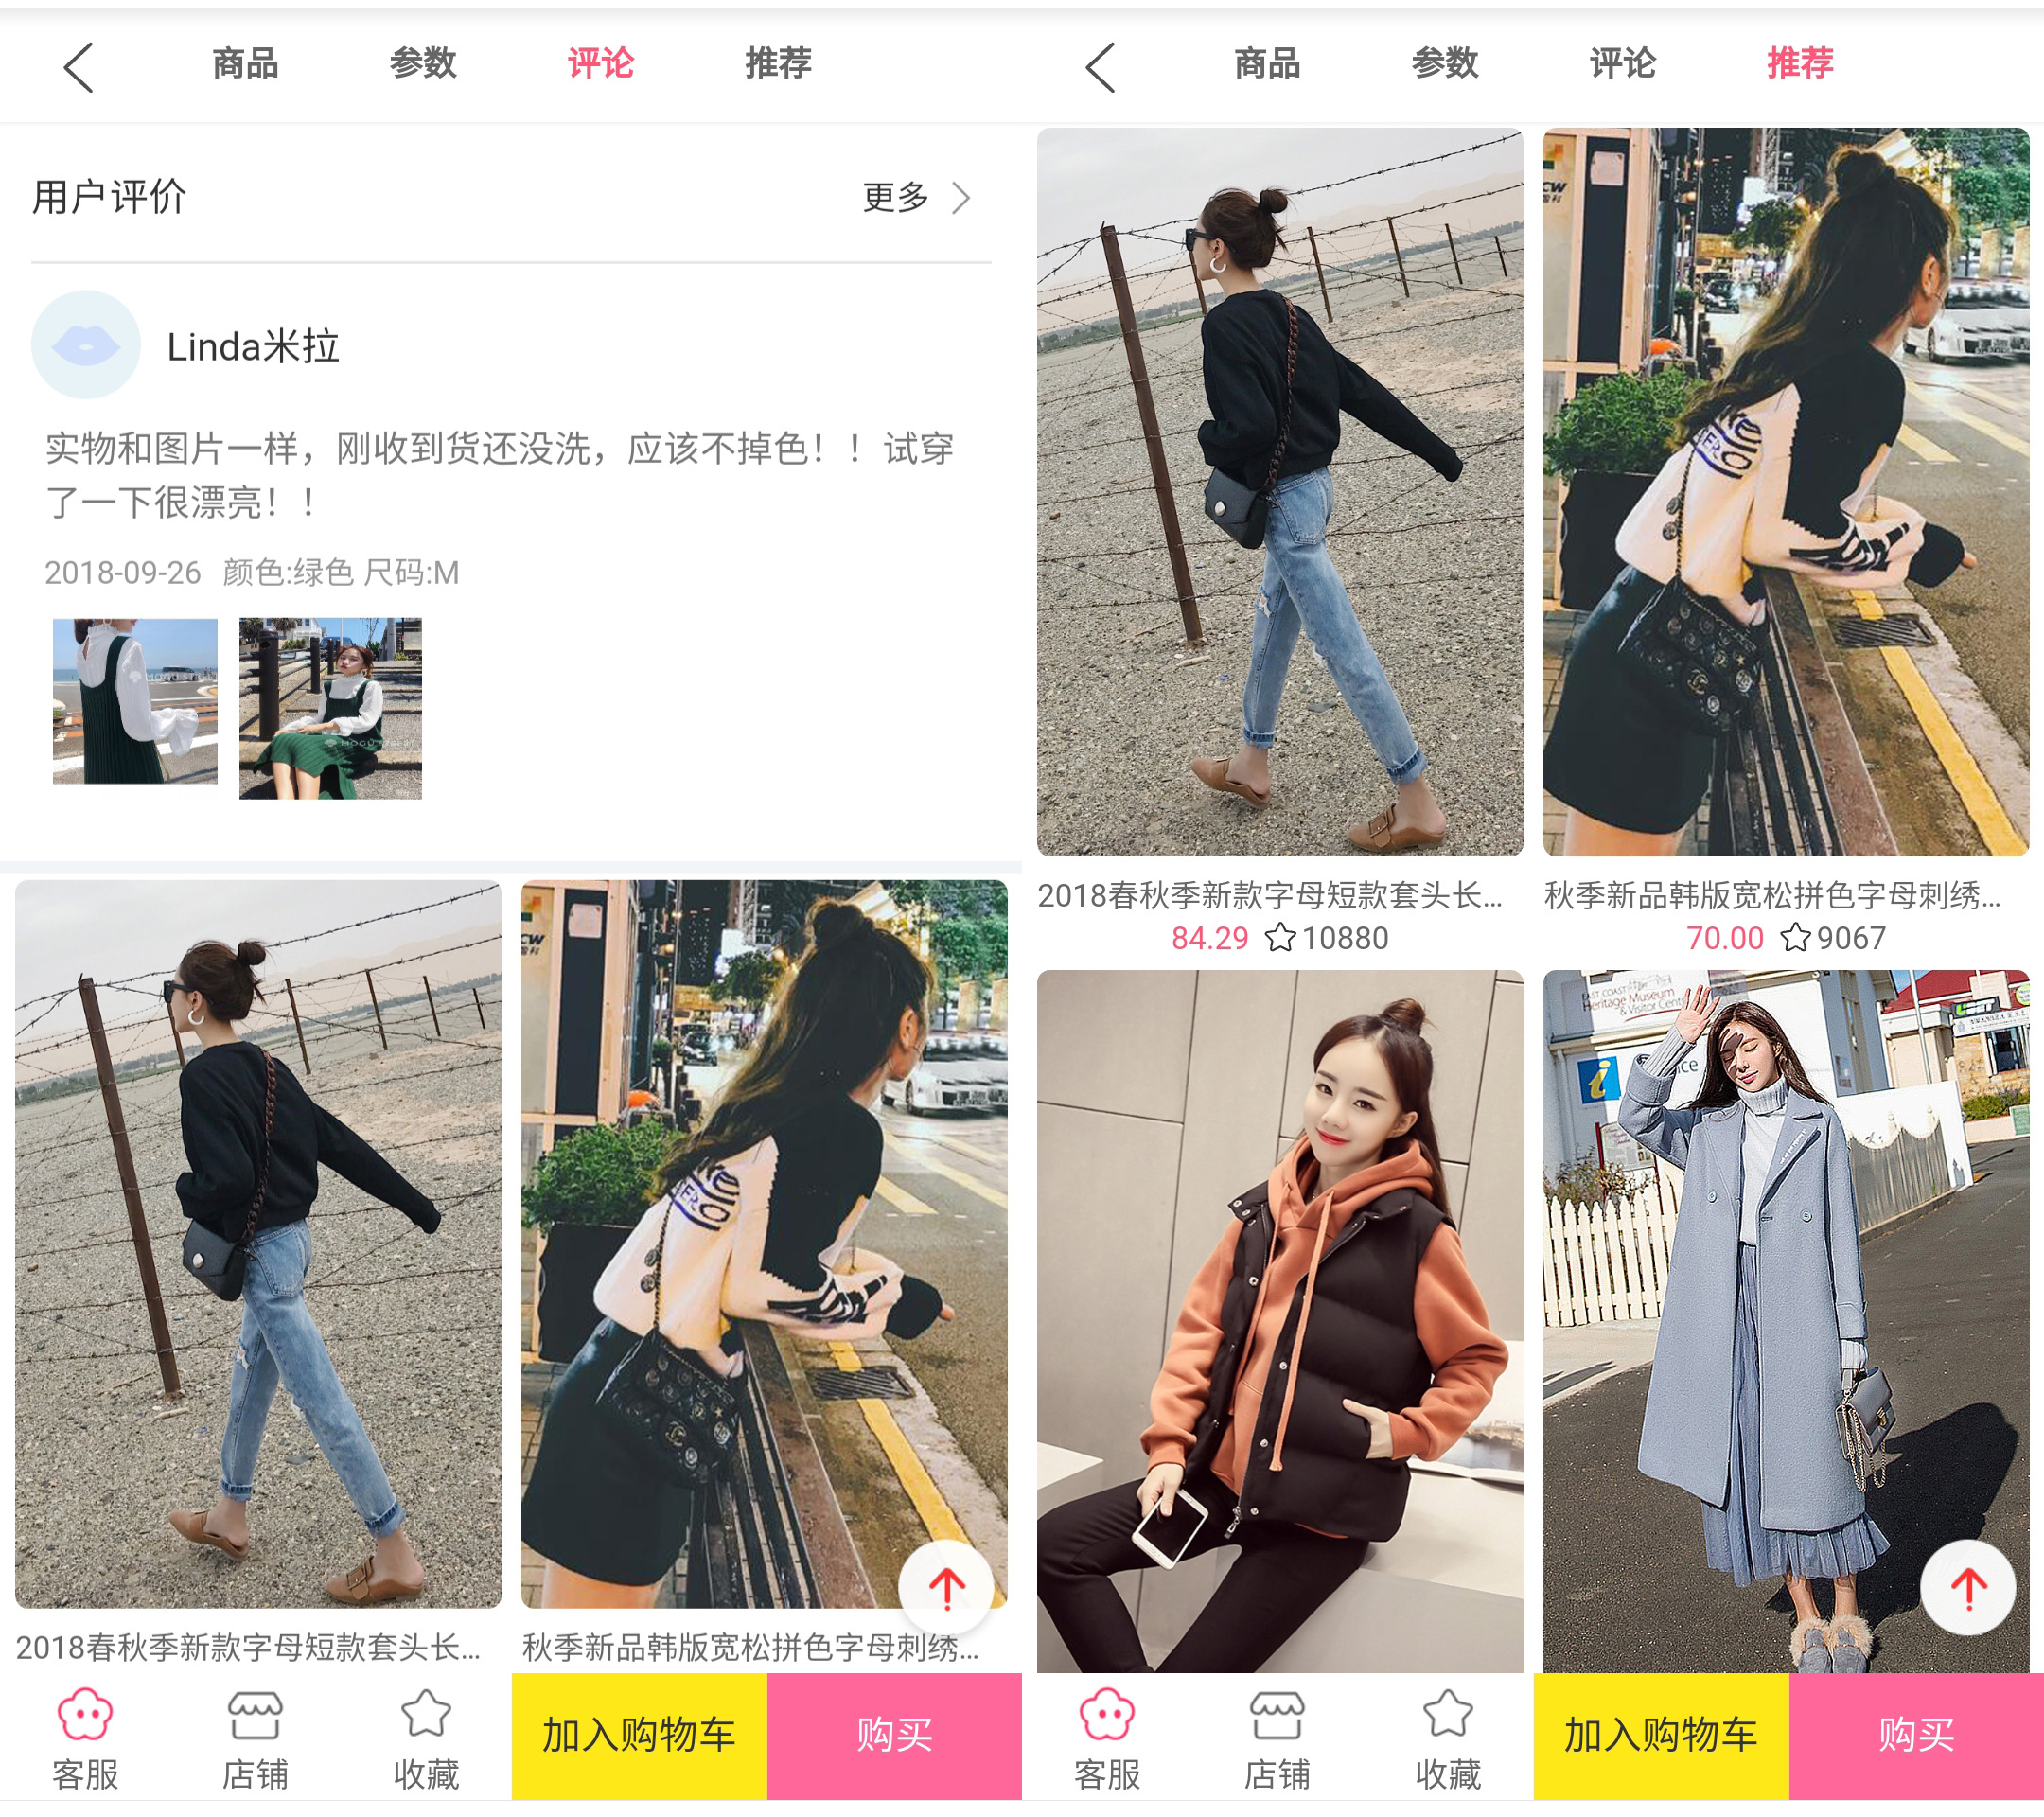 商品 参数 评论 推荐
用户评价 更多
Linda米拉
实物和图片一样，刚收到货还没洗，应该不掉色！！试穿
了一下很漂亮！！
2018-09-26 颜色:绿色 尺码:M
2018春秋季新款字母短款套头长...
秋季新品韩版宽松拼色字母刺绣...
客服 店铺 收藏 加入购物车 购买
商品 参数 评论 推荐
2018春秋季新款字母短款套头长...
84.29 10880
秋季新品韩版宽松拼色字母刺绣...
70.00 9067
EAST COAST
Heritage Museum
& Visitor Cent
i
客服 店铺 收藏 加入购物车 购买